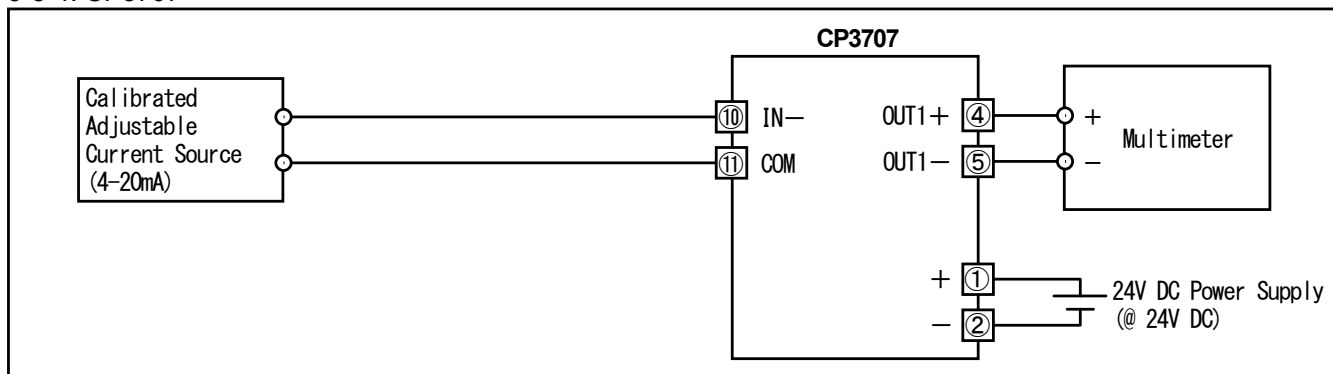 CP3707
Calibrated
Adjustable
Current Source
(4-20mA)
⑩ IN－
⑪ COM
OUT1＋ ④
OUT1－ ⑤
＋ ①
－ ②
＋
－
Multimeter
24V DC Power Supply
(@ 24V DC)